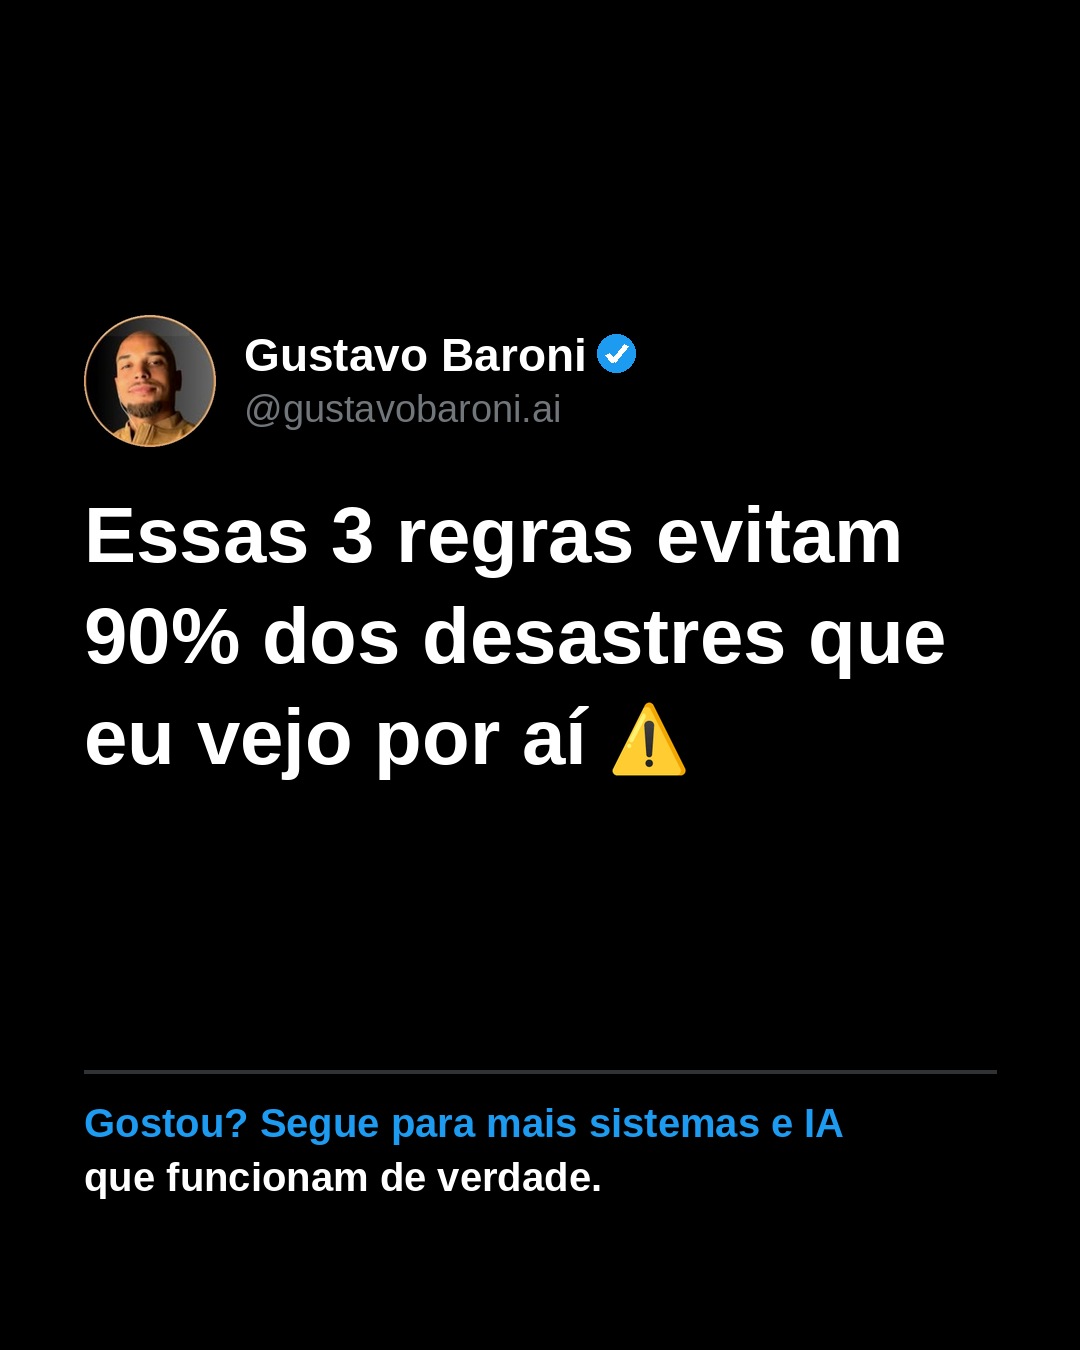 Gustavo Baroni
@gustavobaroni.ai
Essas 3 regras evitam
90% dos desastres que
eu vejo por aí ⚠️
Gostou? Segue para mais sistemas e IA
que funcionam de verdade.